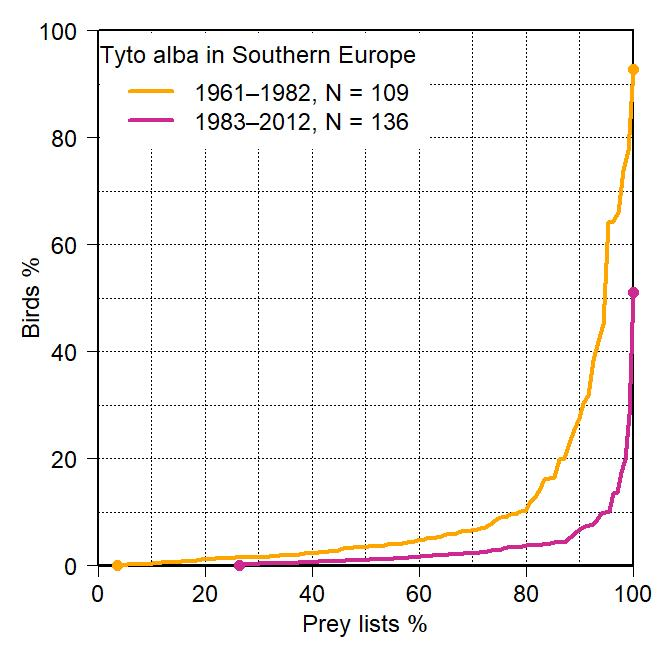 Tyto alba in Southern Europe
1961–1982, N = 109
1983–2012, N = 136
100
80
60
40
20
0
Birds %
0 20 40 60 80 100
Prey lists %